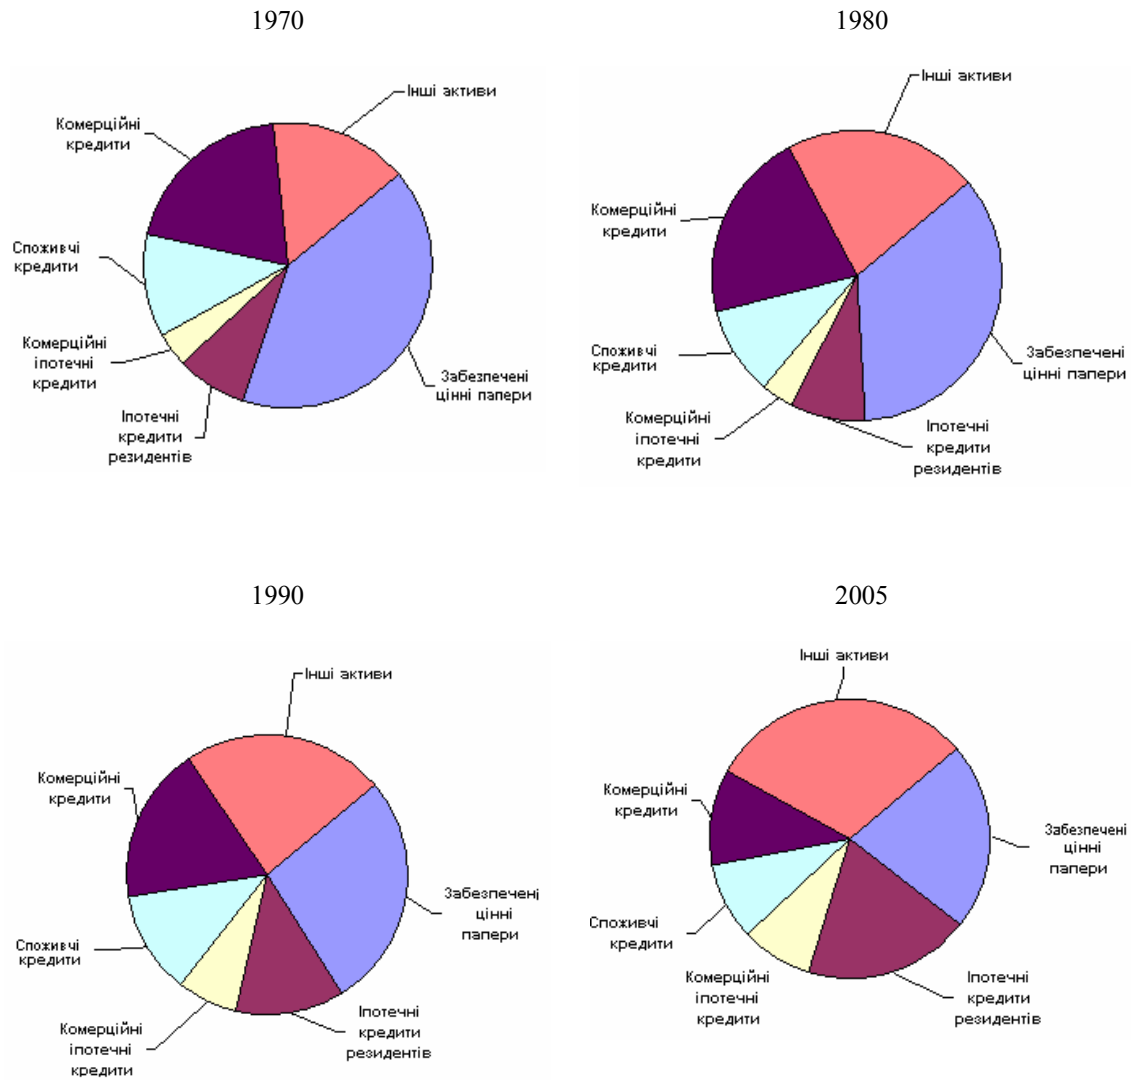 1970
Інші активи
Комерційні
кредити
Споживчі
кредити
Комерційні
іпотечні
кредити
Іпотечні
кредити
резидентів
Забезпечені
цінні папери
1980
Інші активи
Комерційні
кредити
Споживчі
кредити
Комерційні
іпотечні
кредити
Іпотечні
кредити
резидентів
Забезпечені
цінні папери
1990
Інші активи
Комерційні
кредити
Споживчі
кредити
Комерційні
іпотечні
кредити
Іпотечні
кредити
резидентів
Забезпечені
цінні
папери
2005
Інші активи
Комерційні
кредити
Споживчі
кредити
Комерційні
іпотечні
кредити
Іпотечні
кредити
резидентів
Забезпечені
цінні
папери